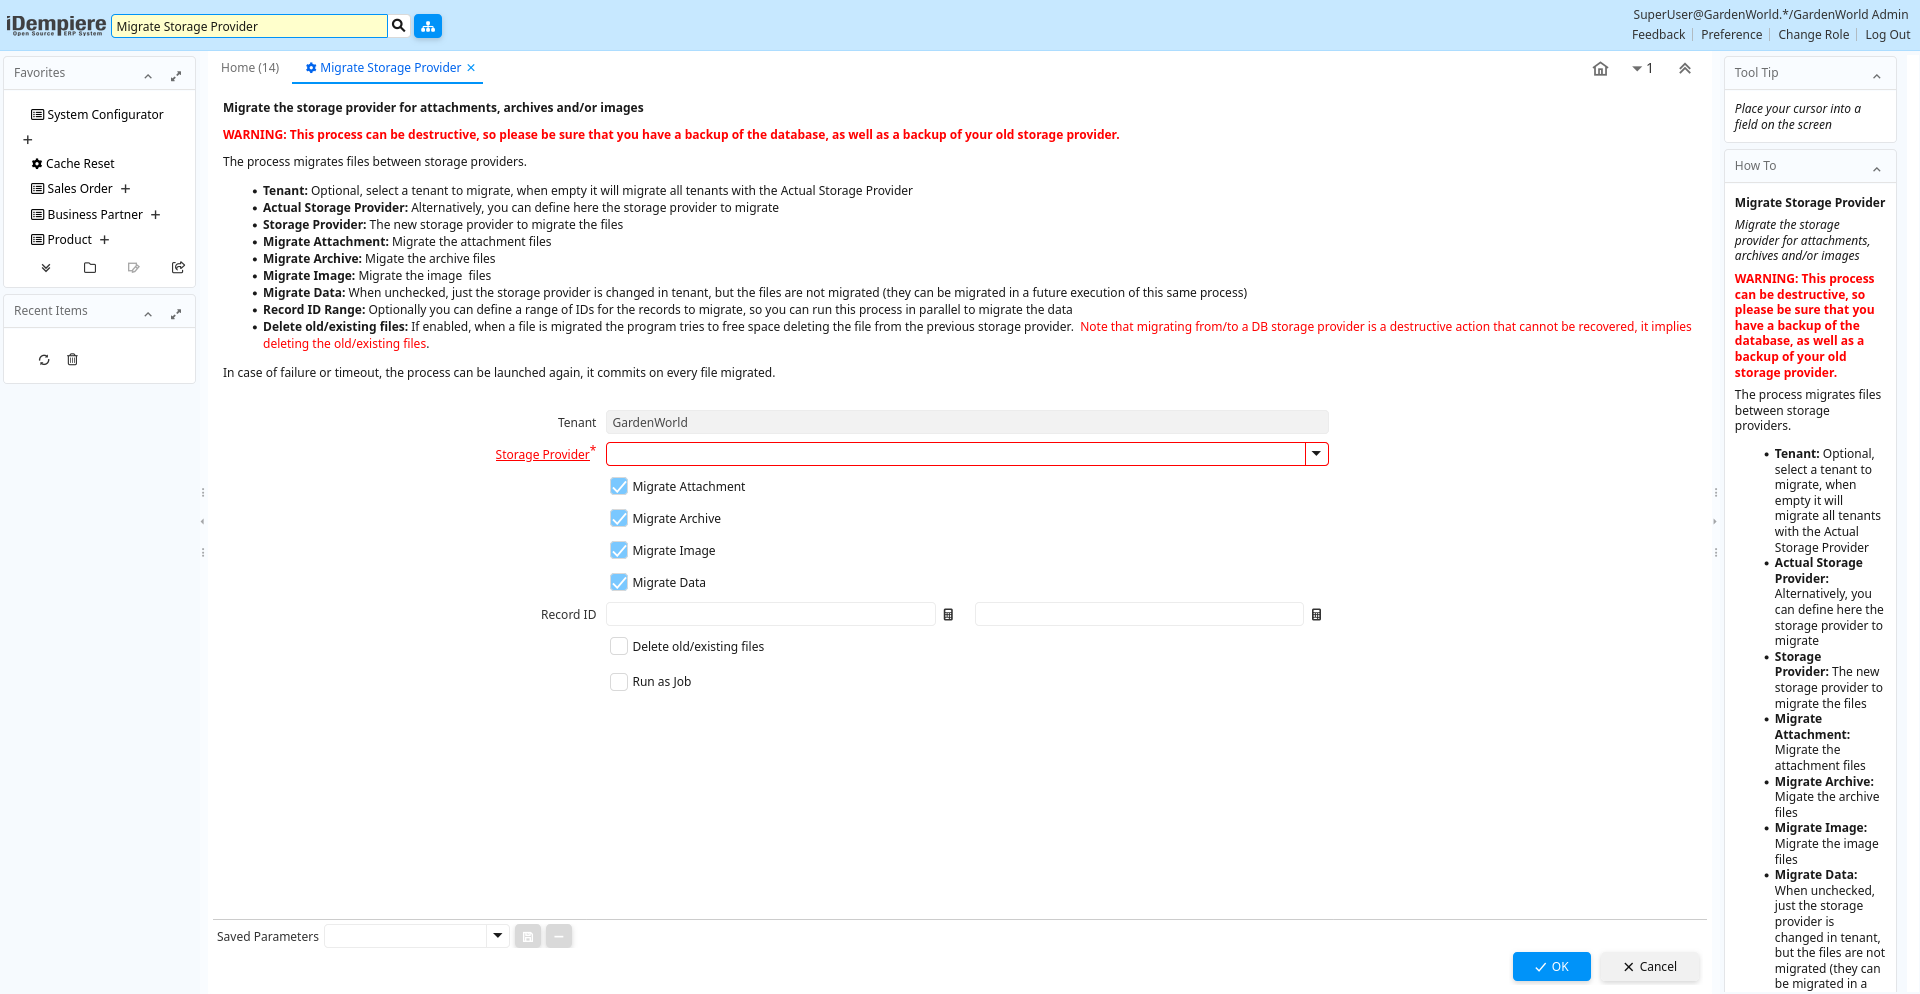 iDempiere
Open Source ERP System
Migrate Storage Provider
SuperUser@GardenWorld.*/GardenWorld Admin
Feedback
Preference
Change Role
Log Out
Favorites
System Configurator
Cache Reset
Sales Order
Business Partner
Product
Recent Items
Home (14)
Migrate Storage Provider
1
Migrate the storage provider for attachments, archives and/or images
WARNING: This process can be destructive, so please be sure that you have a backup of the database, as well as a backup of your old storage provider.
The process migrates files between storage providers.
• Tenant: Optional, select a tenant to migrate, when empty it will migrate all tenants with the Actual Storage Provider
• Actual Storage Provider: Alternatively, you can define here the storage provider to migrate
• Storage Provider: The new storage provider to migrate the files
• Migrate Attachment: Migrate the attachment files
• Migrate Archive: Migate the archive files
• Migrate Image: Migrate the image  files
• Migrate Data: When unchecked, just the storage provider is changed in tenant, but the files are not migrated (they can be migrated in a future execution of this same process)
• Record ID Range: Optionally you can define a range of IDs for the records to migrate, so you can run this process in parallel to migrate the data
• Delete old/existing files: If enabled, when a file is migrated the program tries to free space deleting the file from the previous storage provider.  Note that migrating from/to a DB storage provider is a destructive action that cannot be recovered, it implies
deleting the old/existing files.
In case of failure or timeout, the process can be launched again, it commits on every file migrated.
Tenant
GardenWorld
Storage Provider*
Migrate Attachment
Migrate Archive
Migrate Image
Migrate Data
Record ID
Delete old/existing files
Run as Job
Saved Parameters
OK
Cancel
Tool Tip
Place your cursor into a
field on the screen
How To
Migrate Storage Provider
Migrate the storage
provider for attachments,
archives and/or images
WARNING: This process
can be destructive, so
please be sure that you
have a backup of the
database, as well as a
backup of your old
storage provider.
The process migrates files
between storage
providers.
• Tenant: Optional,
select a tenant to
migrate, when
empty it will
migrate all tenants
with the Actual
Storage Provider
• Actual Storage
Provider:
Alternatively, you
can define here the
storage provider to
migrate
• Storage
Provider: The new
storage provider to
migrate the files
• Migrate
Attachment:
Migrate the
attachment files
• Migrate Archive:
Migate the archive
files
• Migrate Image:
Migrate the image
files
• Migrate Data:
When unchecked,
just the storage
provider is
changed in tenant,
but the files are not
migrated (they can
be migrated in a